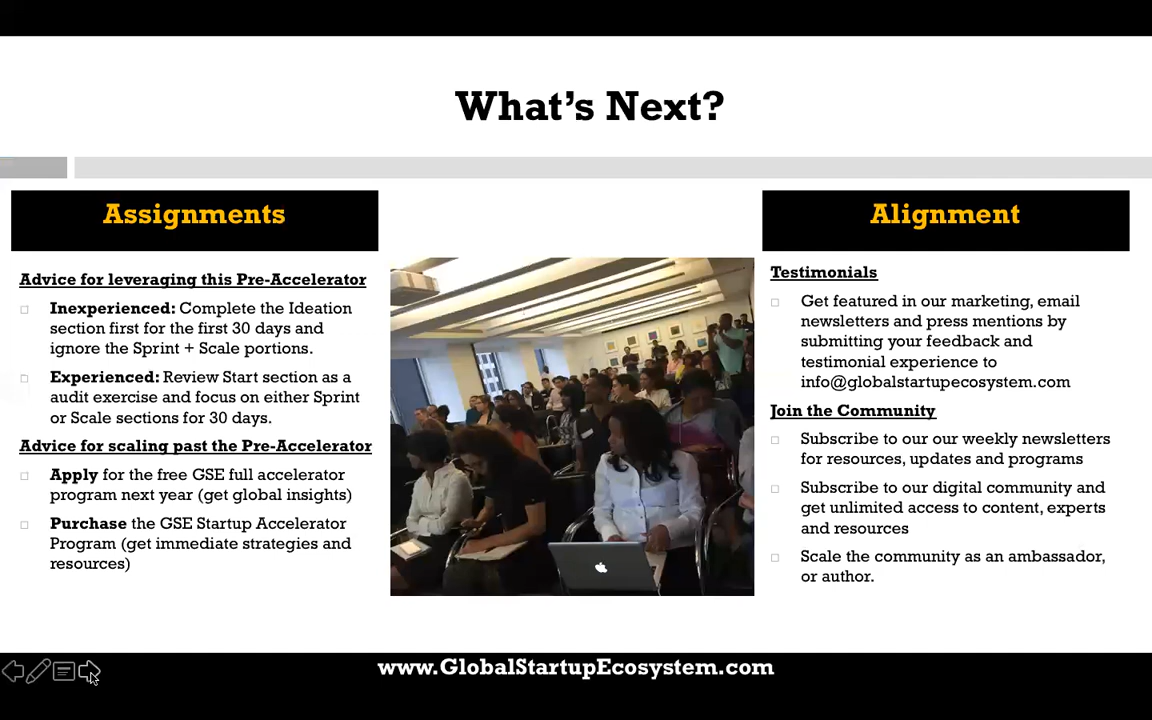 What's Next?
Assignments
Advice for leveraging this Pre-Accelerator
Inexperienced: Complete the Ideation
section first for the first 30 days and
ignore the Sprint + Scale portions.
Experienced: Review Start section as a
audit exercise and focus on either Sprint
or Scale sections for 30 days.
Advice for scaling past the Pre-Accelerator
Apply for the free GSE full accelerator
program next year (get global insights)
Purchase the GSE Startup Accelerator
Program (get immediate strategies and
resources)
Alignment
Testimonials
Get featured in our marketing, email
newsletters and press mentions by
submitting your feedback and
testimonial experience to
info@globalstartupecosystem.com
Join the Community
Subscribe to our our weekly newsletters
for resources, updates and programs
Subscribe to our digital community and
get unlimited access to content, experts
and resources
Scale the community as an ambassador,
or author.
www.GlobalStartupEcosystem.com